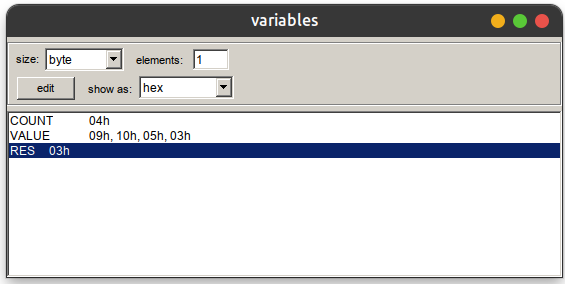 variables
size: byte elements: 1
edit show as: hex
COUNT 04h
VALUE 09h, 10h, 05h, 03h
RES 03h